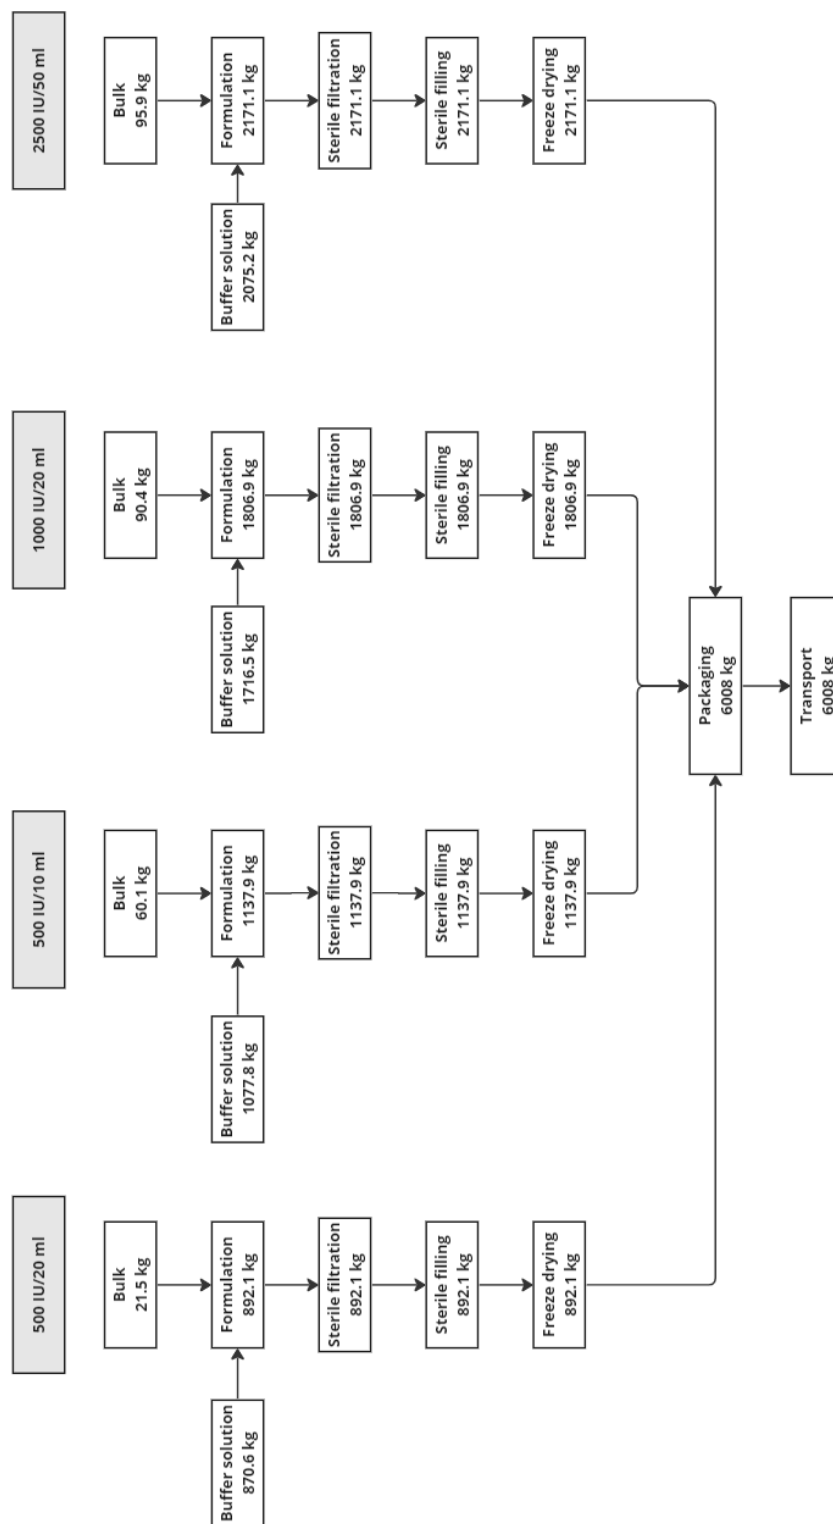 500 IU/20 ml
Bulk
21.5 kg
Buffer solution
870.6 kg
Formulation
892.1 kg
Sterile filtration
892.1 kg
Sterile filling
892.1 kg
Freeze drying
892.1 kg
500 IU/10 ml
Bulk
60.1 kg
Buffer solution
1077.8 kg
Formulation
1137.9 kg
Sterile filtration
1137.9 kg
Sterile filling
1137.9 kg
Freeze drying
1137.9 kg
1000 IU/20 ml
Bulk
90.4 kg
Buffer solution
1716.5 kg
Formulation
1806.9 kg
Sterile filtration
1806.9 kg
Sterile filling
1806.9 kg
Freeze drying
1806.9 kg
2500 IU/50 ml
Bulk
95.9 kg
Buffer solution
2075.2 kg
Formulation
2171.1 kg
Sterile filtration
2171.1 kg
Sterile filling
2171.1 kg
Freeze drying
2171.1 kg
Packaging
6008 kg
Transport
6008 kg